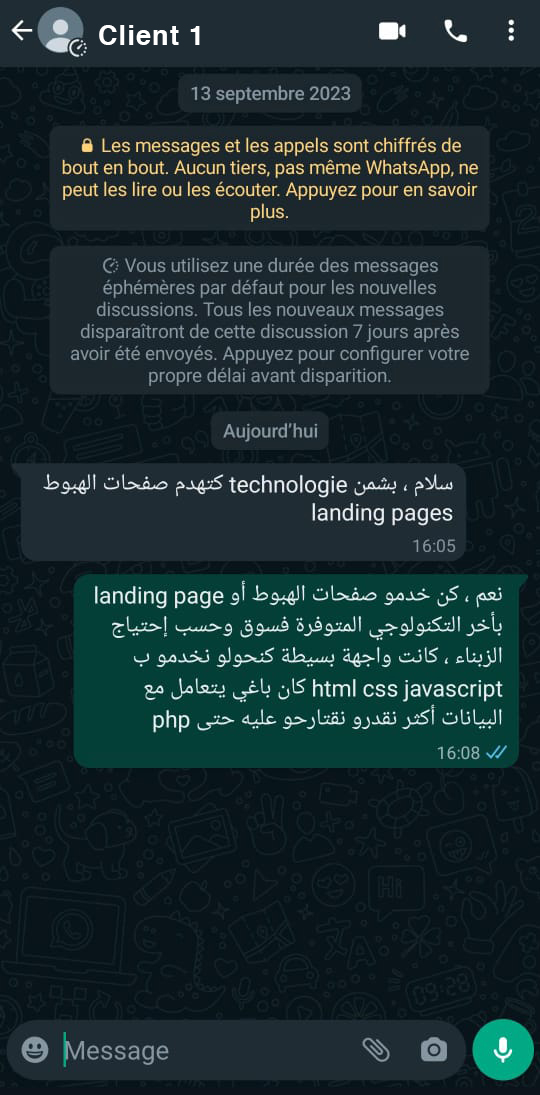 Client 1
13 septembre 2023
Les messages et les appels sont chiffrés de
bout en bout. Aucun tiers, pas même WhatsApp, ne
peut les lire ou les écouter. Appuyez pour en savoir
plus.
Vous utilisez une durée des messages
éphémères par défaut pour les nouvelles
discussions. Tous les nouveaux messages
disparaîtront de cette discussion 7 jours après
avoir été envoyés. Appuyez pour configurer votre
propre délai avant disparition.
Aujourd'hui
سلام ، بشمن technologie كتهدم صفحات الهبوط
landing pages
16:05
نعم ، كن خدمو صفحات الهبوط أو landing page
بأخر التكنولوجي المتوفرة فسوق وحسب إحتياج
الزبناء ، كانت واجهة بسيطة كنحولو نخدمو ب
html css javascript كان باغي يتعامل مع
البيانات أكثر نقدرو نقتارحو عليه حتى php
16:08
Hi
09:28
Message